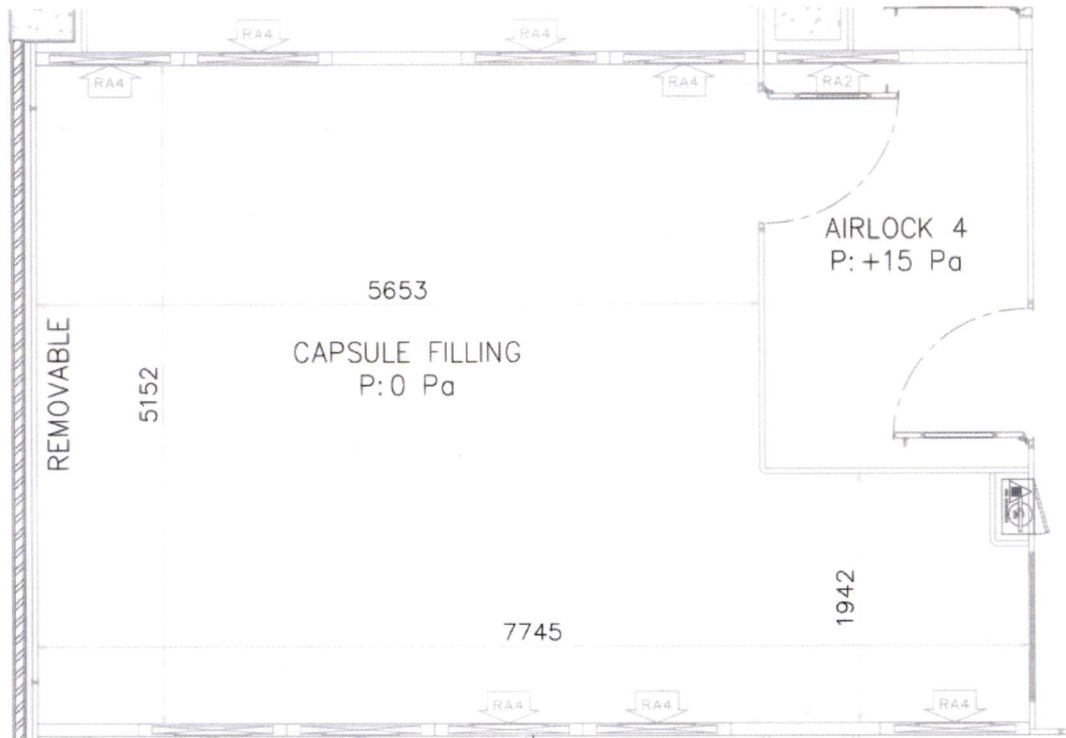 RA4
RA4
RA4
RA4
RA2
AIRLOCK 4
P:+15 Pa
5653
CAPSULE FILLING
P:0 Pa
REMOVABLE
5152
1942
7745
RA4
RA4
RA4